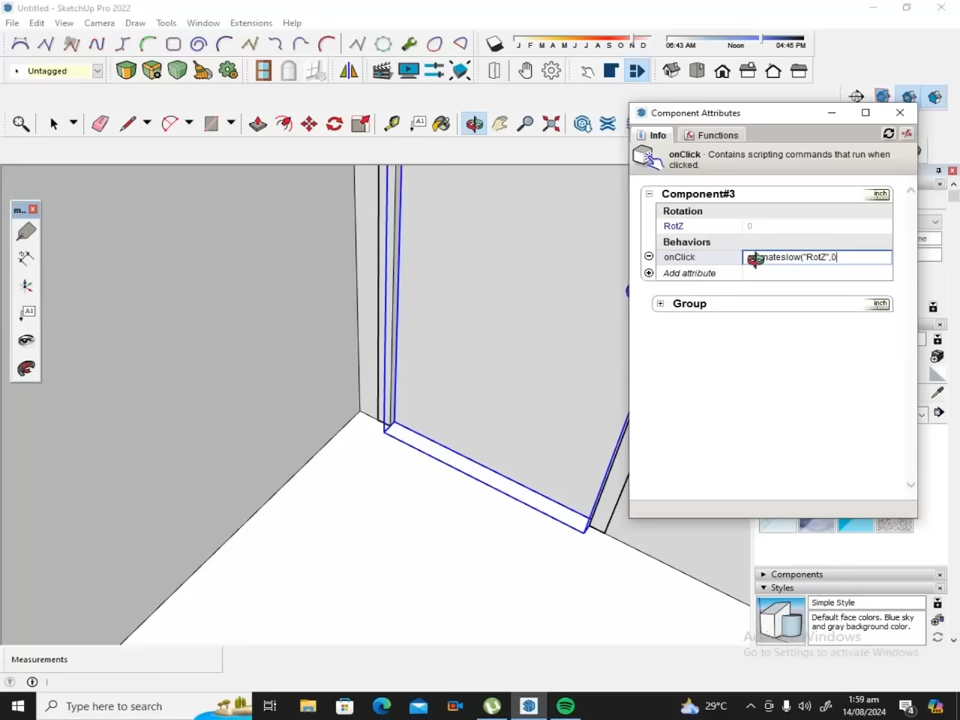 Untitled - SketchUp Pro 2022
File Edit View Camera Draw Tools Window Extensions Help
J F M A M J J A S O N D 06:43 AM Noon 04:45 PM
Untagged
Component Attributes
Info Functions
onClick - Contains scripting commands that run when
clicked.
m...
Component#3 inch
Rotation
RotZ 0
Behaviors
onClick mateslow("RotZ",0
Add attribute
Group inch
A1
Components
Styles
Simple Style
Default face colors. Blue sky
and gray background color.
Activate Windows
Go to Settings to activate Windows.
Measurements
Type here to search
29°C
1:59 am
14/08/2024
4